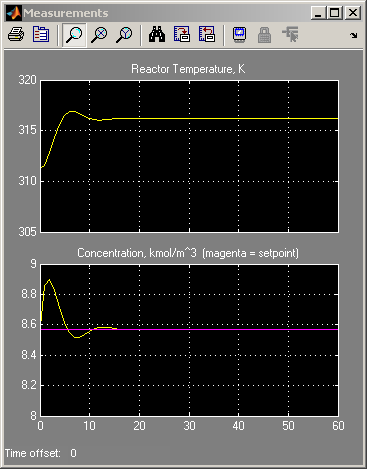 Measurements
Reactor Temperature, K
320
315
310
305
Concentration, kmol/m^3 (magenta = setpoint)
9
8.8
8.6
8.4
8.2
8
0 10 20 30 40 50 60
Time offset: 0